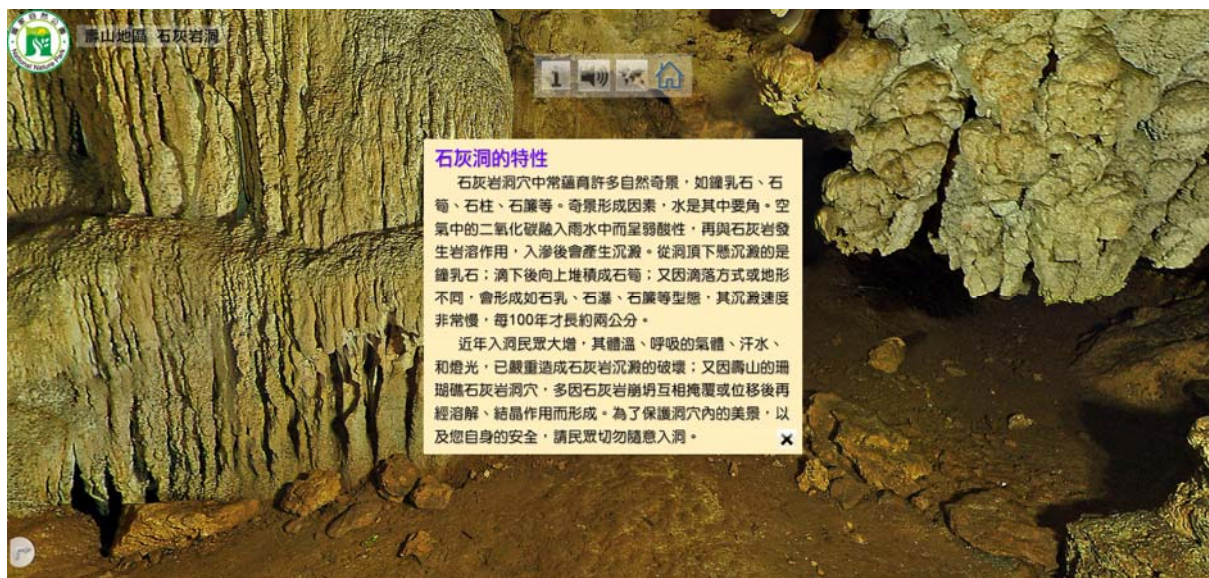 國家自然公園
National Nature Park
壽山地區 石灰岩洞
i
石灰洞的特性
石灰岩洞穴中常蘊育許多自然奇景，如鐘乳石、石
筍、石柱、石簾等。奇景形成因素，水是其中要角。空
氣中的二氧化碳融入雨水中而呈弱酸性，再與石灰岩發
生岩溶作用，入滲後會產生沉澱。從洞頂下懸沉澱的是
鐘乳石；滴下後向上堆積成石筍；又因滴落方式或地形
不同，會形成如石乳、石瀑、石簾等型態，其沉澱速度
非常慢，每100年才長約兩公分。
近年入洞民眾大增，其體溫、呼吸的氣體、汗水、
和燈光，已嚴重造成石灰岩沉澱的破壞；又因壽山的珊
瑚礁石灰岩洞穴，多因石灰岩崩坍互相掩覆或位移後再
經溶解、結晶作用而形成。為了保護洞穴內的美景，以
及您自身的安全，請民眾切勿隨意入洞。